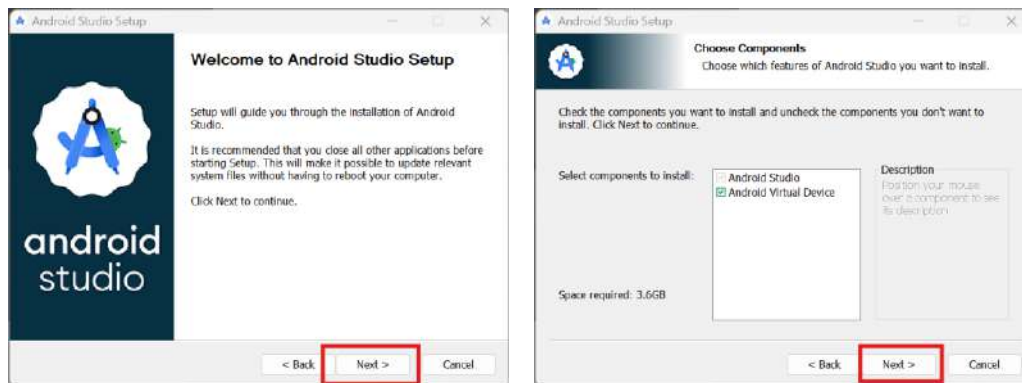 Android Studio Setup
Welcome to Android Studio Setup
Setup will guide you through the installation of Android
Studio.
It is recommended that you close all other applications before
starting Setup. This will make it possible to update relevant
system files without having to reboot your computer.
Click Next to continue.
android
studio
< Back
Next >
Cancel
Android Studio Setup
Choose Components
Choose which features of Android Studio you want to install.
Check the components you want to install and uncheck the components you don't want to
install. Click Next to continue.
Select components to install:
Android Studio
Android Virtual Device
Description
Position your mouse
over a component to see
its description
Space required: 3.6GB
< Back
Next >
Cancel